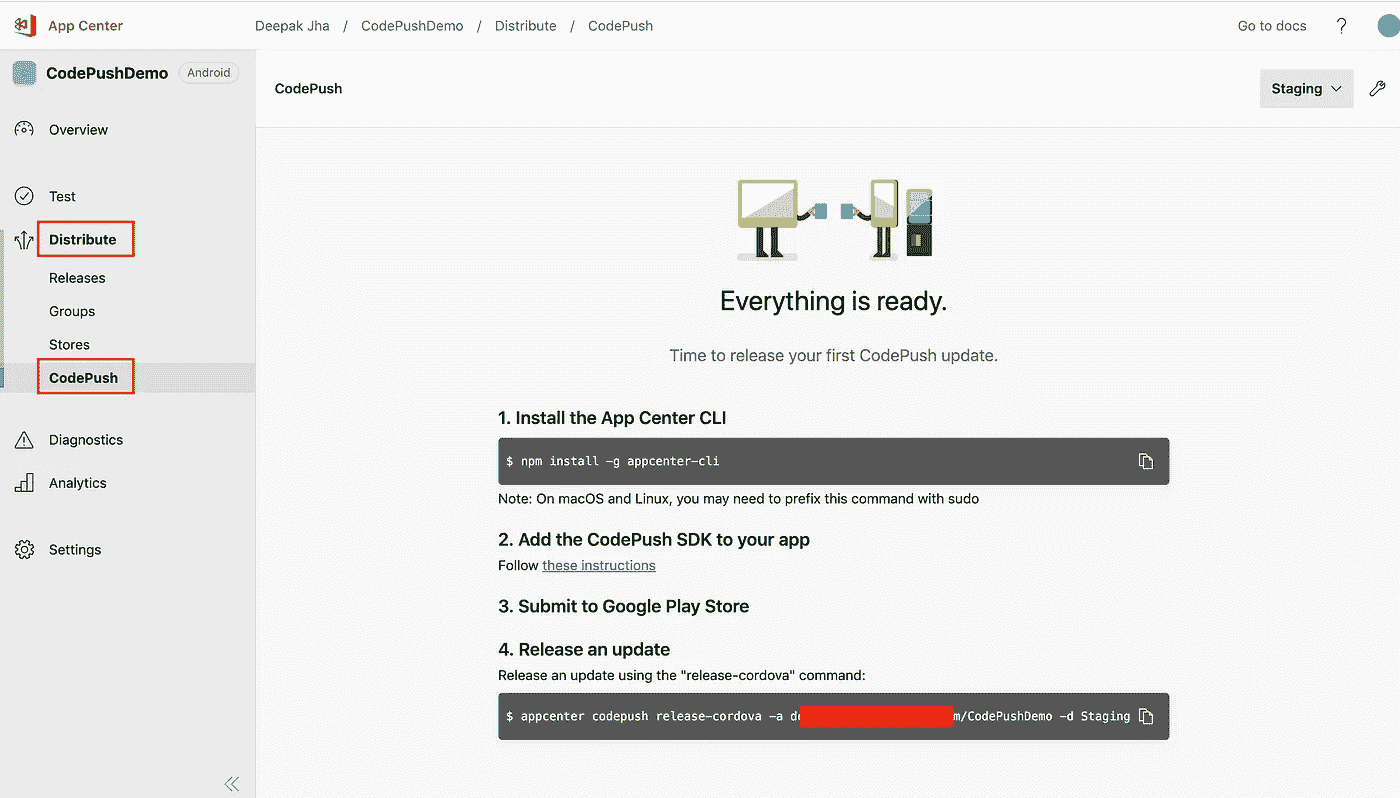 App Center
Deepak Jha / CodePushDemo / Distribute / CodePush
Go to docs ?
CodePushDemo Android
CodePush
Staging
Overview
Test
Distribute
Releases
Groups
Stores
CodePush
Diagnostics
Analytics
Settings
Everything is ready.
Time to release your first CodePush update.
1. Install the App Center CLI
$ npm install -g appcenter-cli
Note: On macOS and Linux, you may need to prefix this command with sudo
2. Add the CodePush SDK to your app
Follow these instructions
3. Submit to Google Play Store
4. Release an update
Release an update using the "release-cordova" command:
$ appcenter codepush release-cordova -a d m/CodePushDemo -d Staging